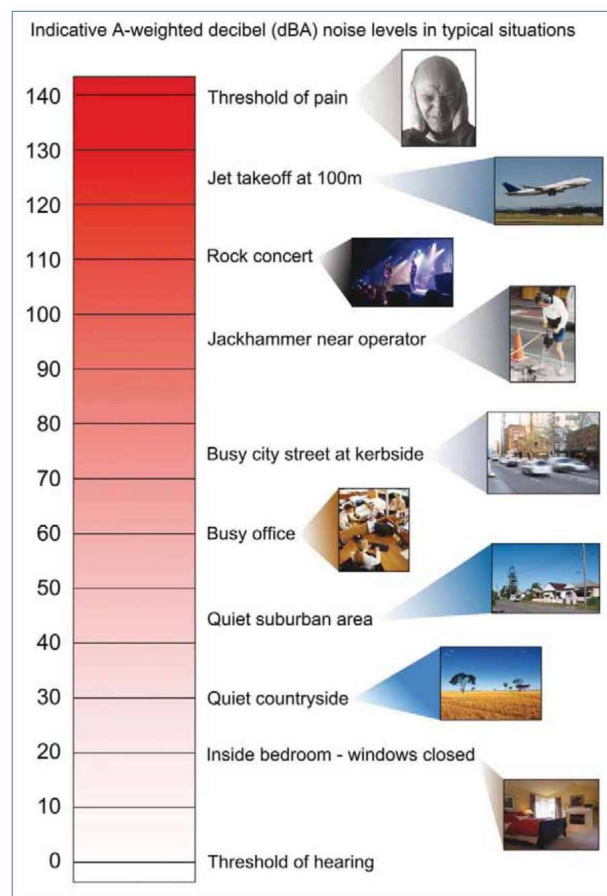 Indicative A-weighted decibel (dBA) noise levels in typical situations
140
Threshold of pain
130
Jet takeoff at 100m
120
110
Rock concert
100
Jackhammer near operator
90
80
Busy city street at kerbside
70
60
Busy office
50
Quiet suburban area
40
30
Quiet countryside
20
Inside bedroom - windows closed
10
0
Threshold of hearing